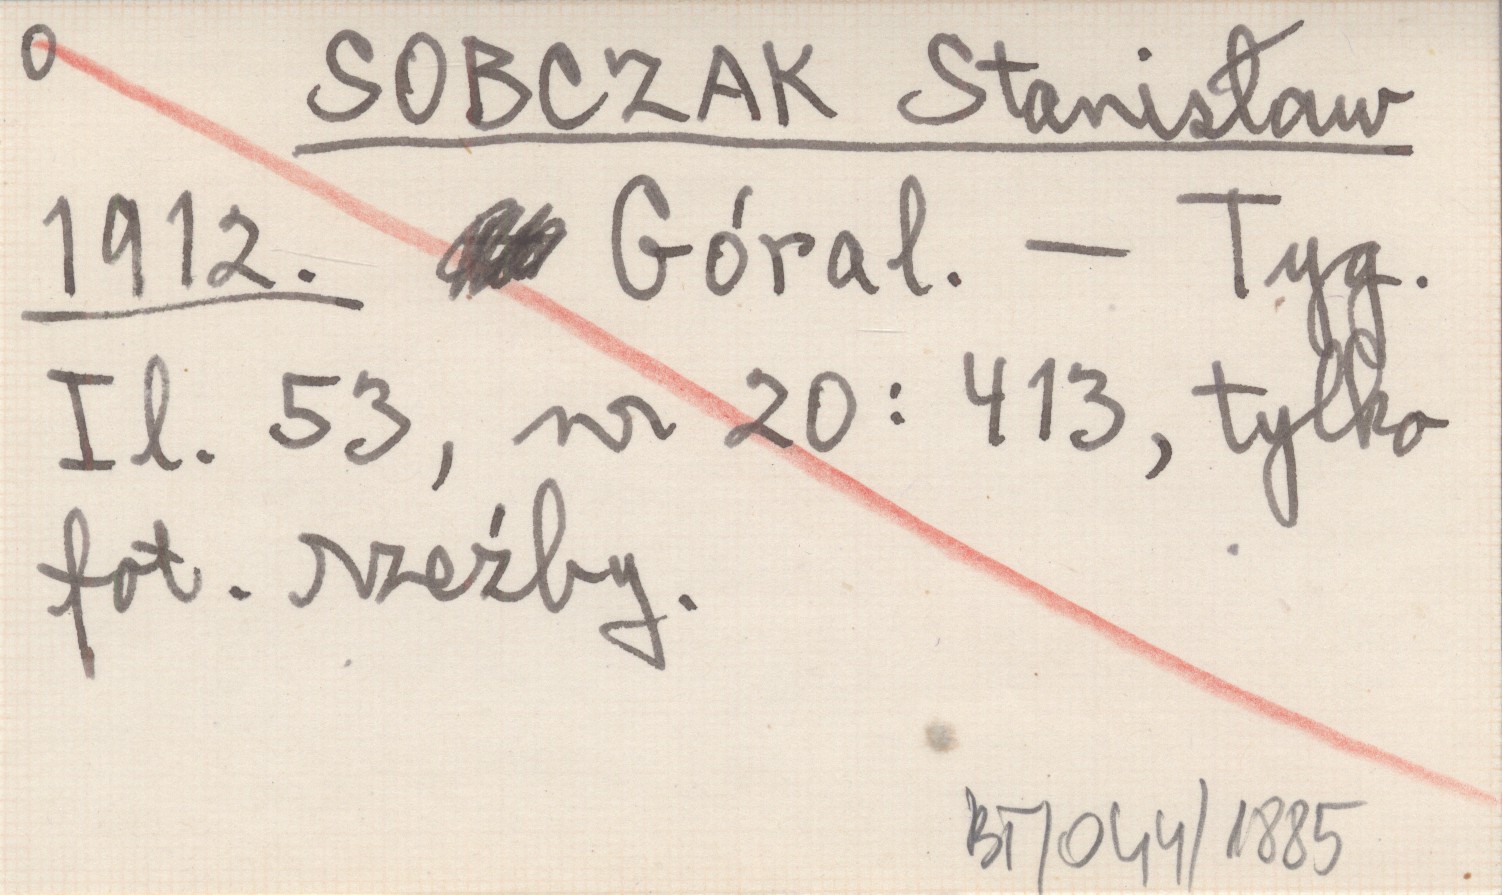 O SOBCZAK Stanisław
1912. Góral. — Tyg.
Il. 53, nr 20: 413, tylko
fot. rzeźby.
BT/044/1885